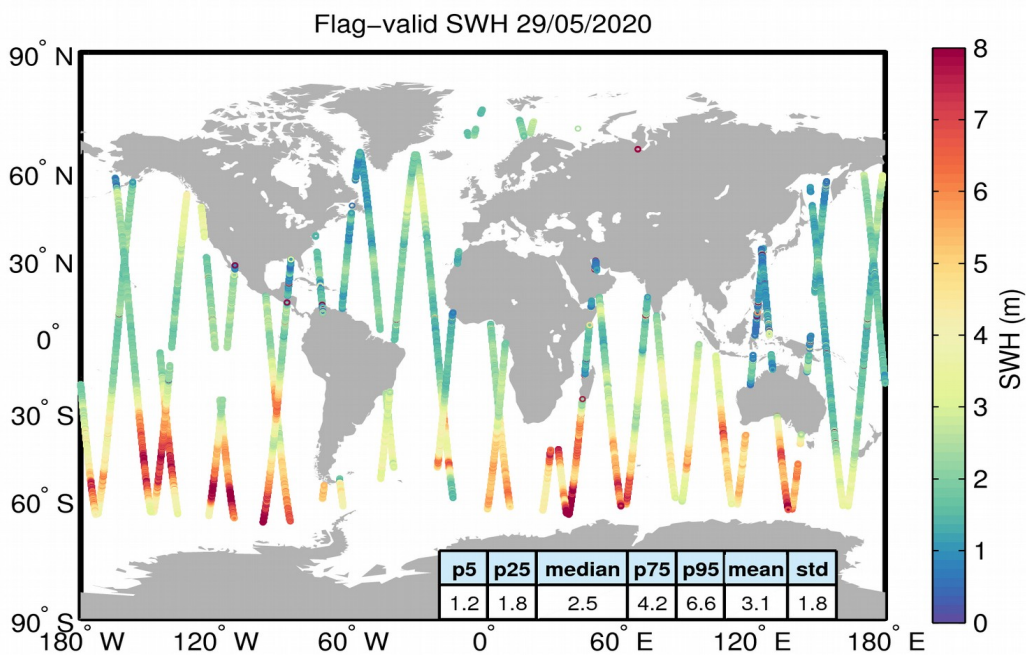 Flag−valid SWH 29/05/2020
90° N
60° N
30° N
0°
30° S
60° S
90° S
180° W
120° W
60° W
0°
60° E
120° E
180° E
p5 p25 median p75 p95 mean std
1.2 1.8 2.5 4.2 6.6 3.1 1.8
8
7
6
5
4
3
2
1
0
SWH (m)